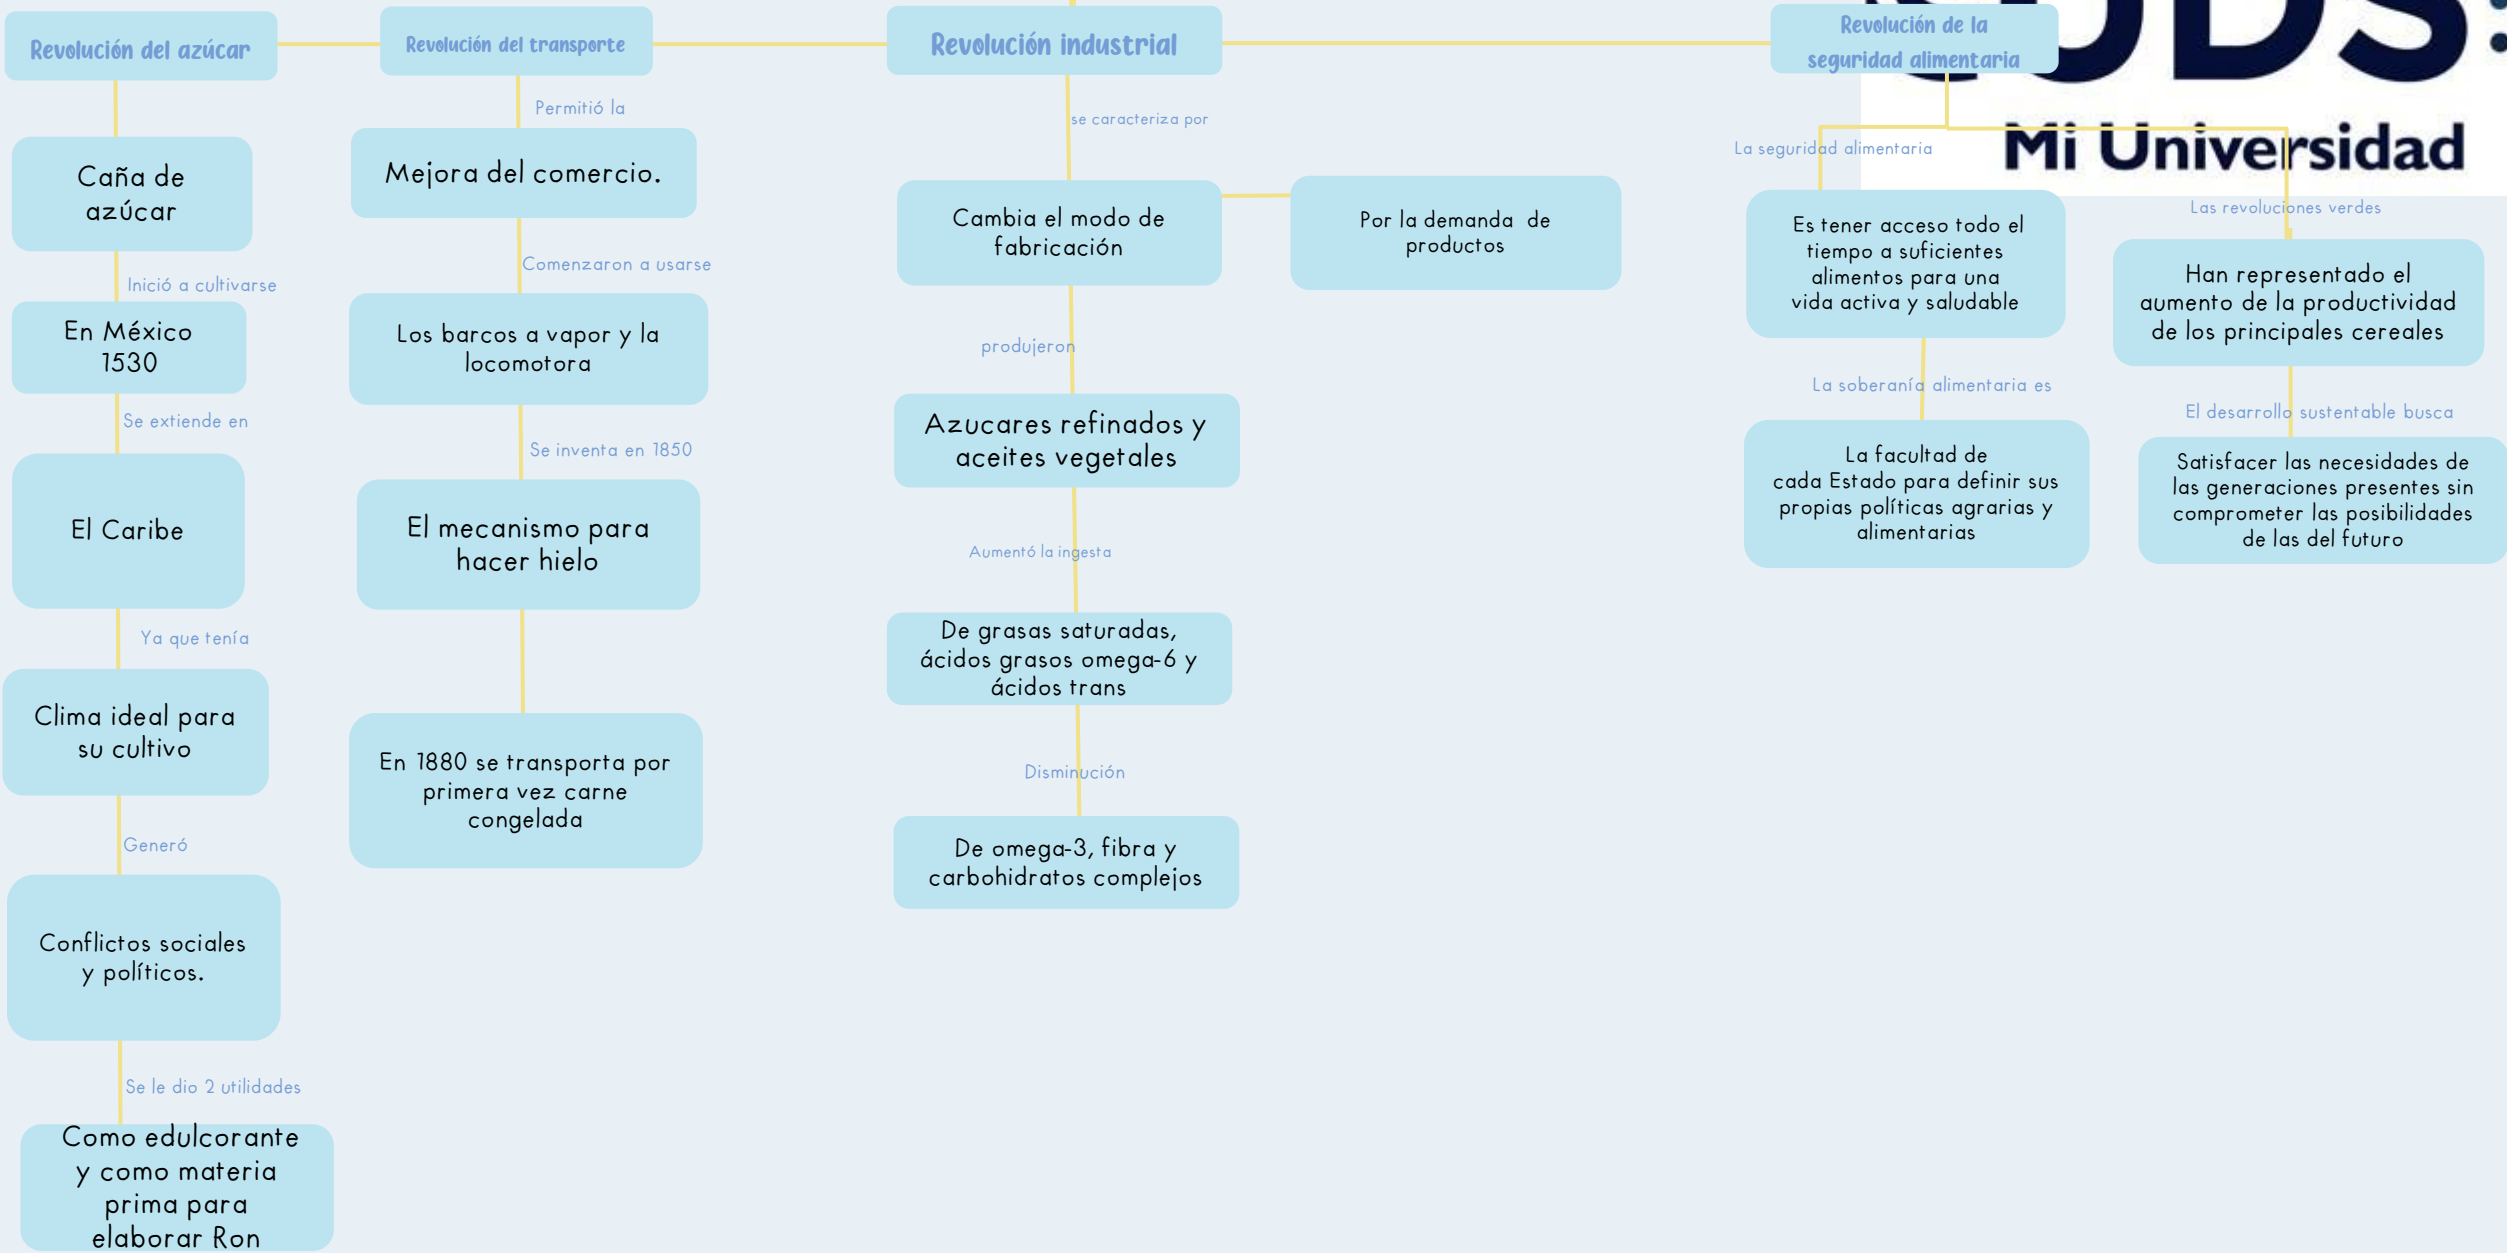 Revolución del azúcar
Caña de
azúcar
Inició a cultivarse
En México
1530
Se extiende en
El Caribe
Ya que tenía
Clima ideal para
su cultivo
Generó
Conflictos sociales
y políticos.
Se le dio 2 utilidades
Como edulcorante
y como materia
prima para
elaborar Ron
Revolución del transporte
Permitió la
Mejora del comercio.
Comenzaron a usarse
Los barcos a vapor y la
locomotora
Se inventa en 1850
El mecanismo para
hacer hielo
En 1880 se transporta por
primera vez carne
congelada
Revolución industrial
se caracteriza por
Cambia el modo de
fabricación
Por la demanda de
productos
produjeron
Azucares refinados y
aceites vegetales
Aumentó la ingesta
De grasas saturadas,
ácidos grasos omega-6 y
ácidos trans
Disminución
De omega-3, fibra y
carbohidratos complejos
Revolución de la
seguridad alimentaria
La seguridad alimentaria
Es tener acceso todo el
tiempo a suficientes
alimentos para una
vida activa y saludable
La soberanía alimentaria es
La facultad de
cada Estado para definir sus
propias políticas agrarias y
alimentarias
Las revoluciones verdes
Han representado el
aumento de la productividad
de los principales cereales
El desarrollo sustentable busca
Satisfacer las necesidades de
las generaciones presentes sin
comprometer las posibilidades
de las del futuro
Mi Universidad